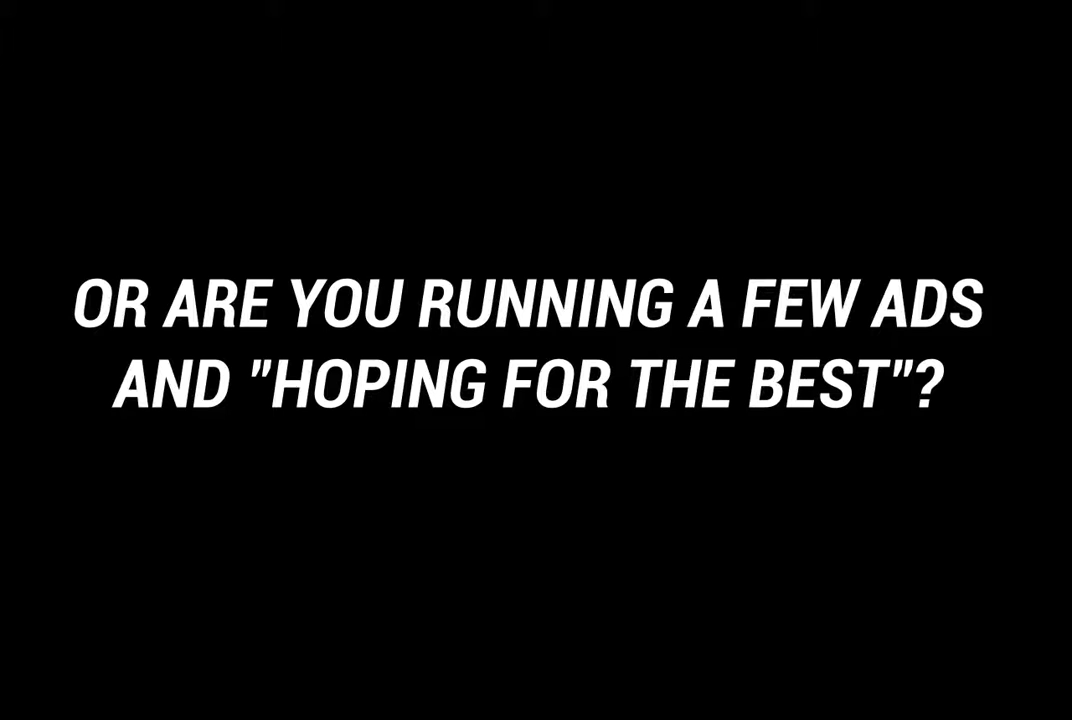 OR ARE YOU RUNNING A FEW ADS
AND "HOPING FOR THE BEST"?